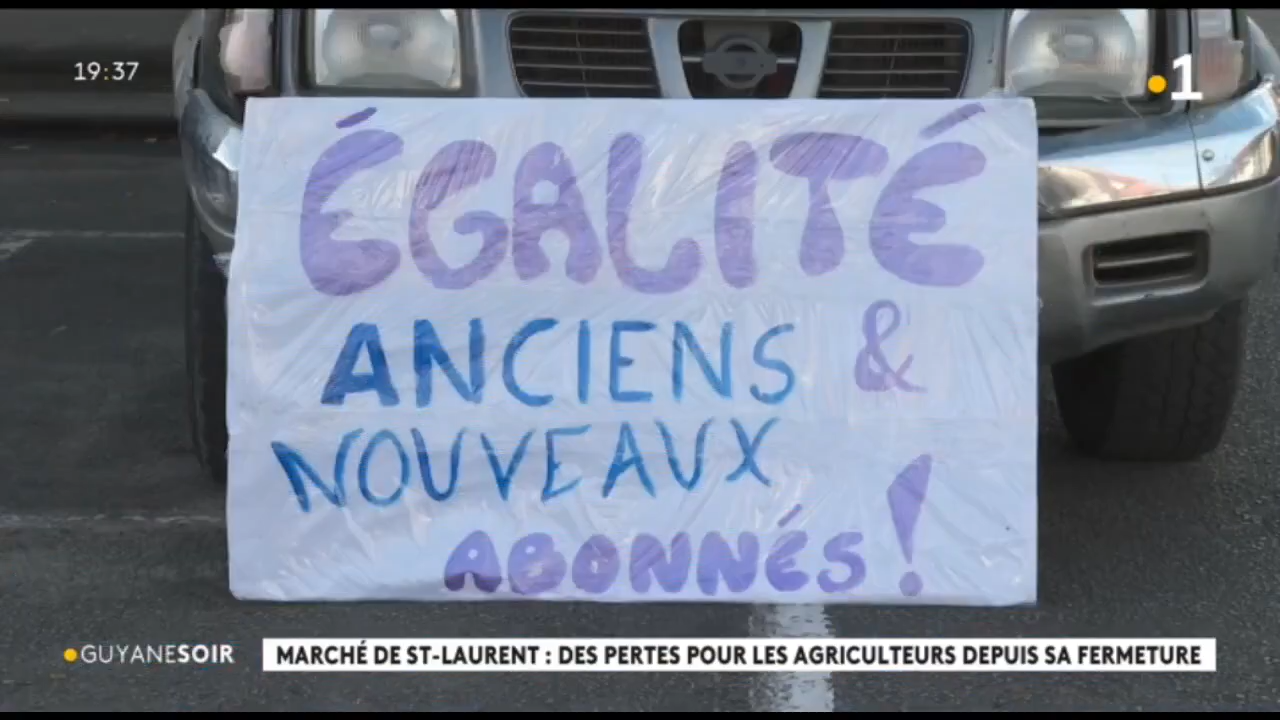 19:37
1
ÉGALITÉ
ANCIENS &
NOUVEAUX
ABONNÉS !
GUYANESOIR
MARCHÉ DE ST-LAURENT : DES PERTES POUR LES AGRICULTEURS DEPUIS SA FERMETURE